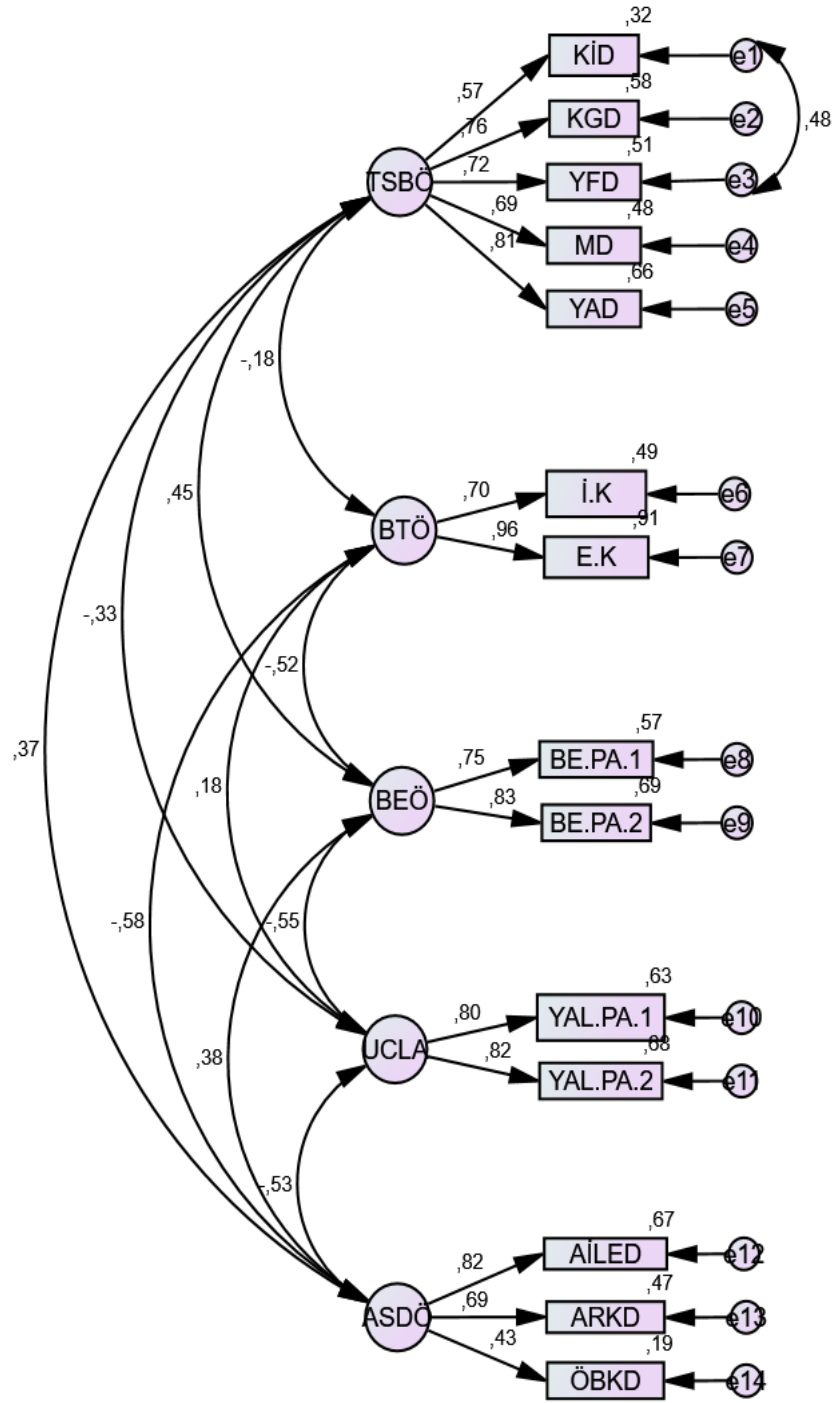 ,32
KİD
e1
,57
,58
KGD
e2
,48
,76
,51
TSBÖ
,72
YFD
e3
,69
,48
MD
e4
,81
,66
YAD
e5
-,18
,49
,45
,70
İ.K
e6
,91
BTÖ
,96
E.K
e7
-,33
-,52
,57
,37
,75
BE.PA.1
e8
,18
,69
BEÖ
,83
BE.PA.2
e9
-,58
-,55
,63
,80
YAL.PA.1
e10
,68
UCLA
,82
YAL.PA.2
e11
,38
-,53
,67
,82
AİLED
e12
,47
ASDÖ
,69
ARKD
e13
,43
,19
ÖBKD
e14